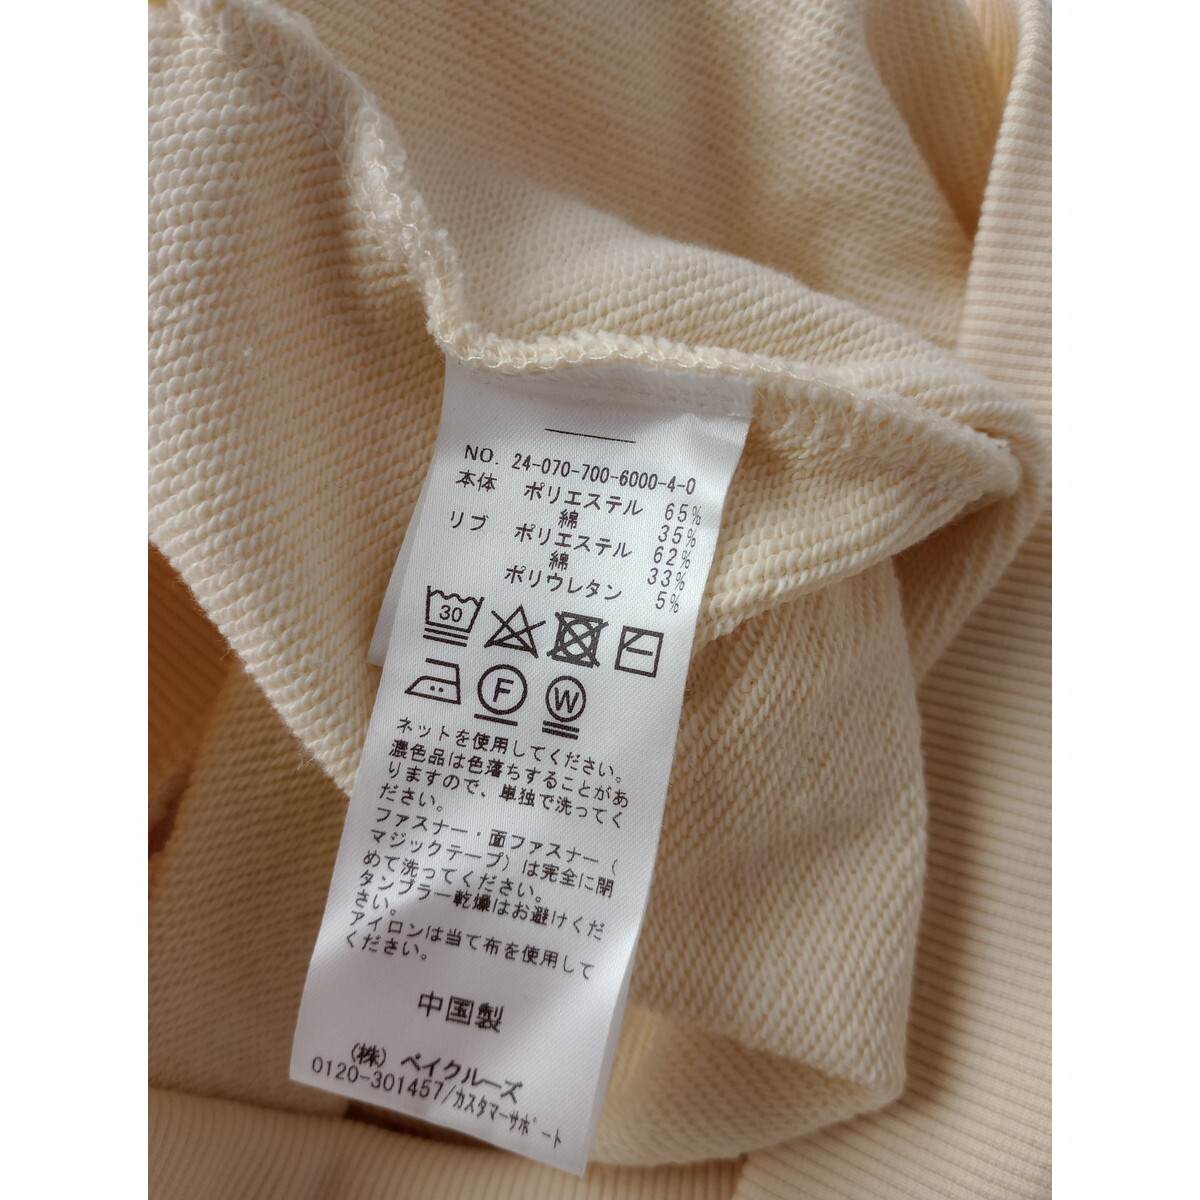 NO. 24-070-700-6000-4-0
本体 ポリエステル 65%
綿 35%
リブ ポリエステル 62%
綿 33%
ポリウレタン 5%
30
F W
ネットを使用してください。
濃色品は色落ちすることがあ
りますので、単独で洗ってく
ださい。
ファスナー・面ファスナー(
マジックテープ)は完全に閉
めて洗ってください。
タンブラー乾燥はお避けくだ
さい。
アイロンは当て布を使用して
ください。
中国製
(株) ベイクルーズ
0120-301457/カスタマーサポート